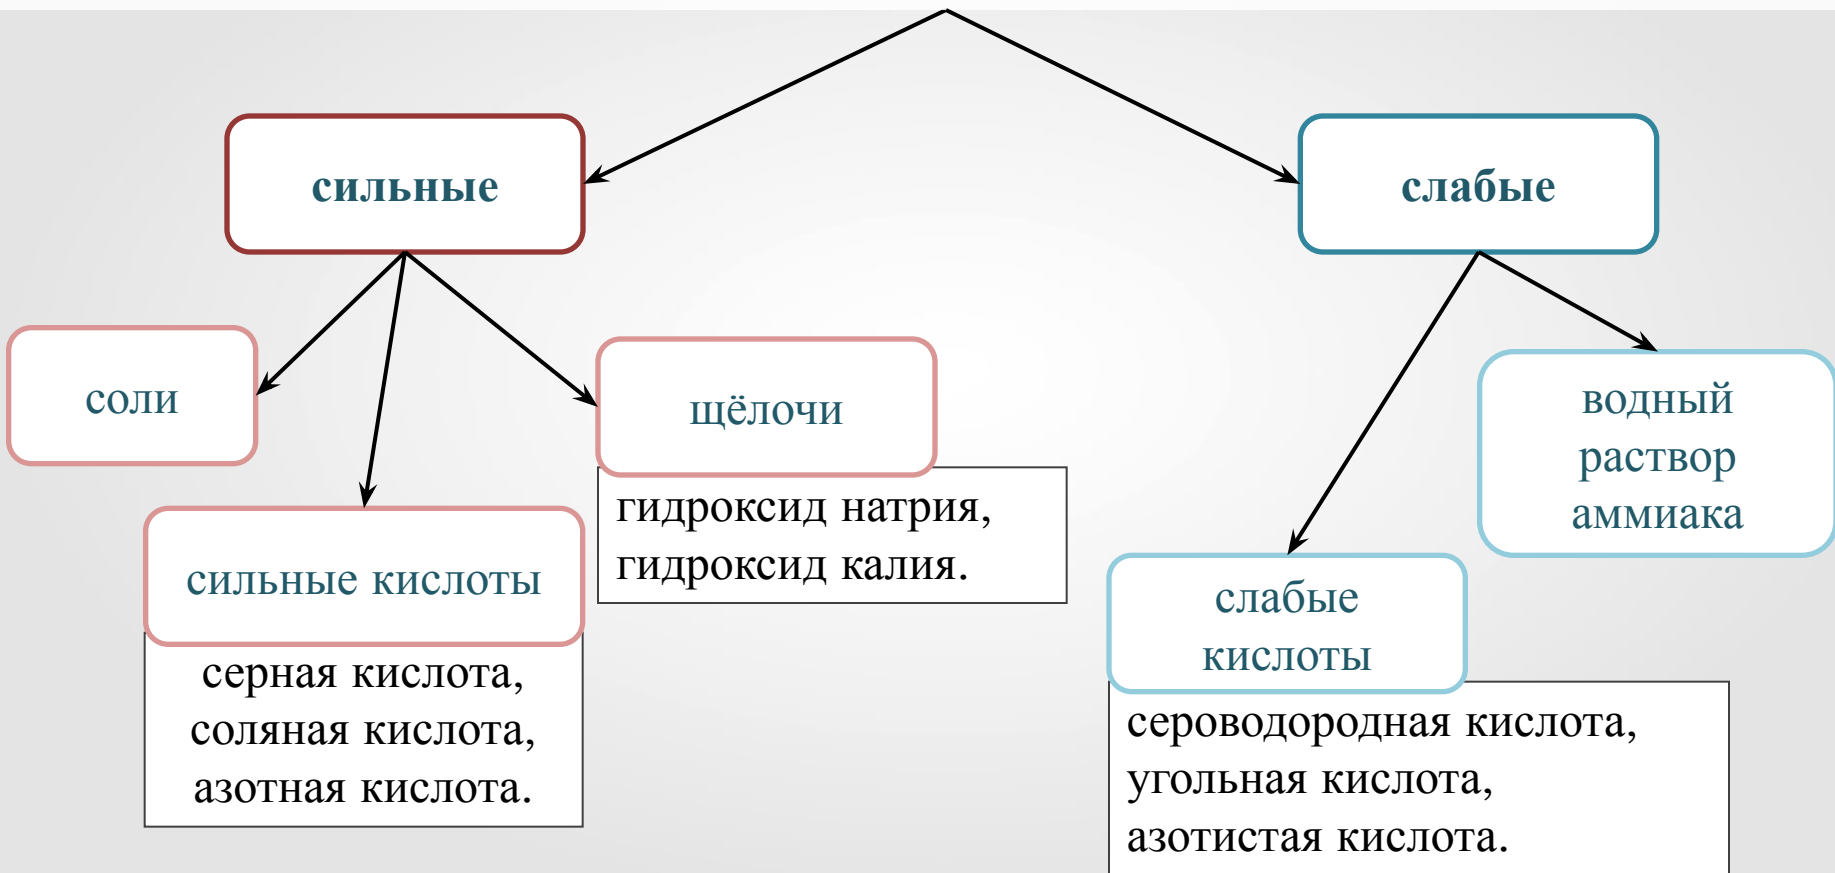 сильные
слабые
соли
щёлочи
гидроксид натрия,
гидроксид калия.
сильные кислоты
серная кислота,
соляная кислота,
азотная кислота.
водный
раствор
аммиака
слабые
кислоты
сероводородная кислота,
угольная кислота,
азотистая кислота.